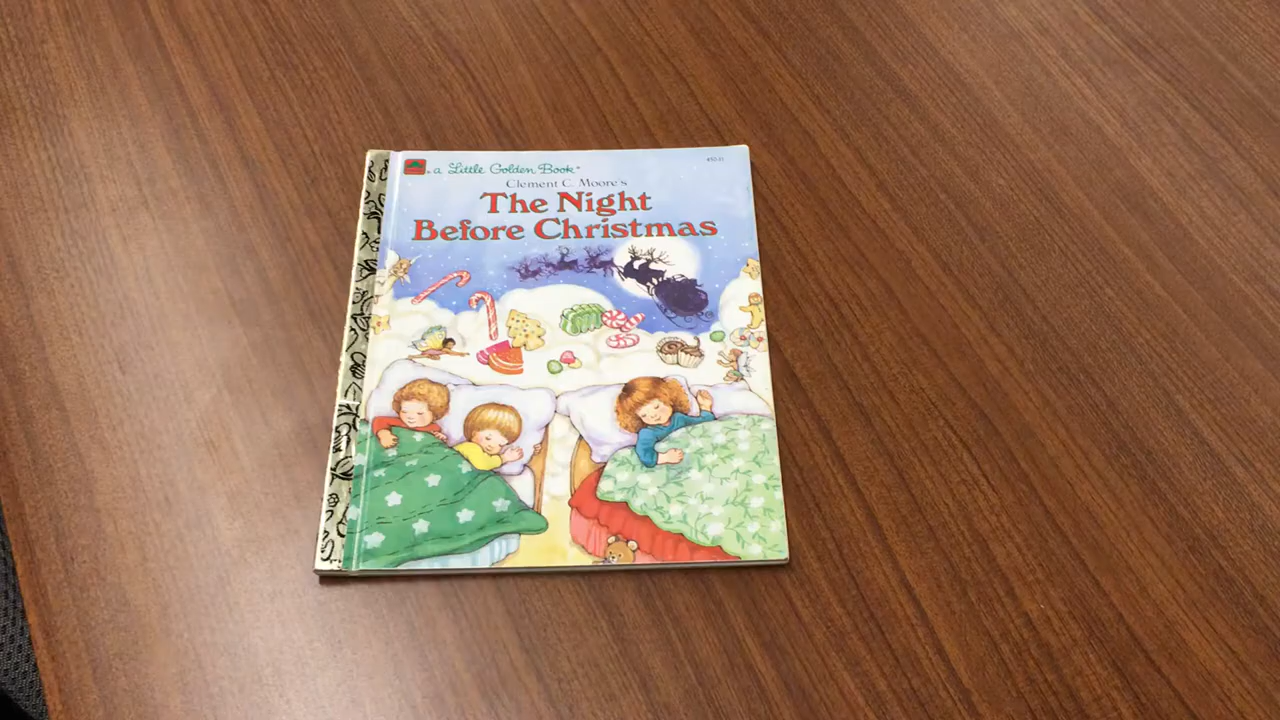 a Little Golden Book®
Clement C. Moore's
The Night
Before Christmas